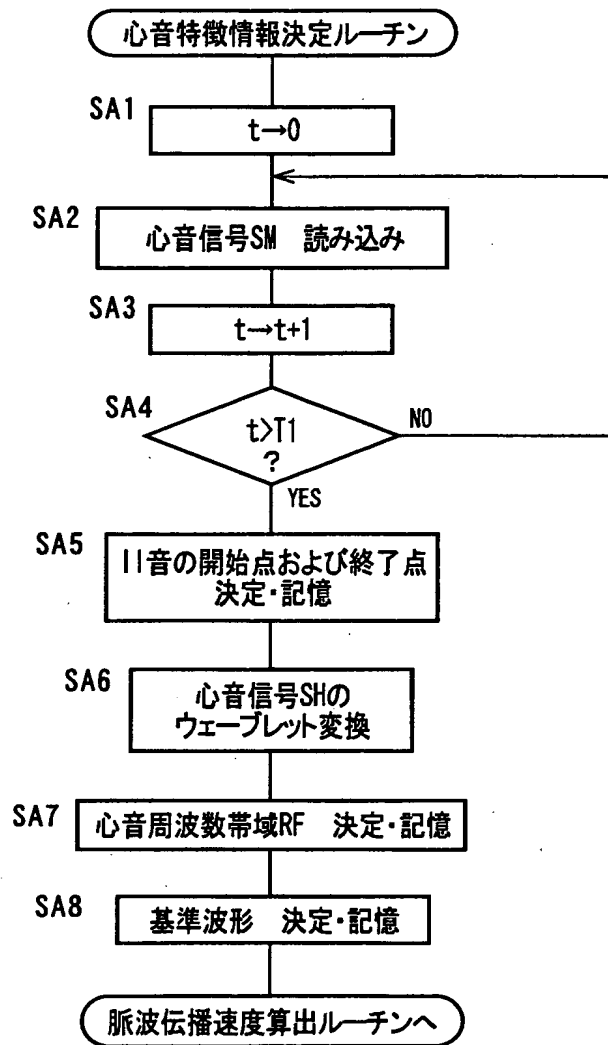 心音特徴情報決定ルーチン
SA1
t→0
SA2
心音信号SM 読み込み
SA3
t→t+1
SA4
t>T1
?
NO
YES
SA5
II音の開始点および終了点
決定・記憶
SA6
心音信号SHの
ウェーブレット変換
SA7
心音周波数帯域RF 決定・記憶
SA8
基準波形 決定・記憶
脈波伝播速度算出ルーチンへ